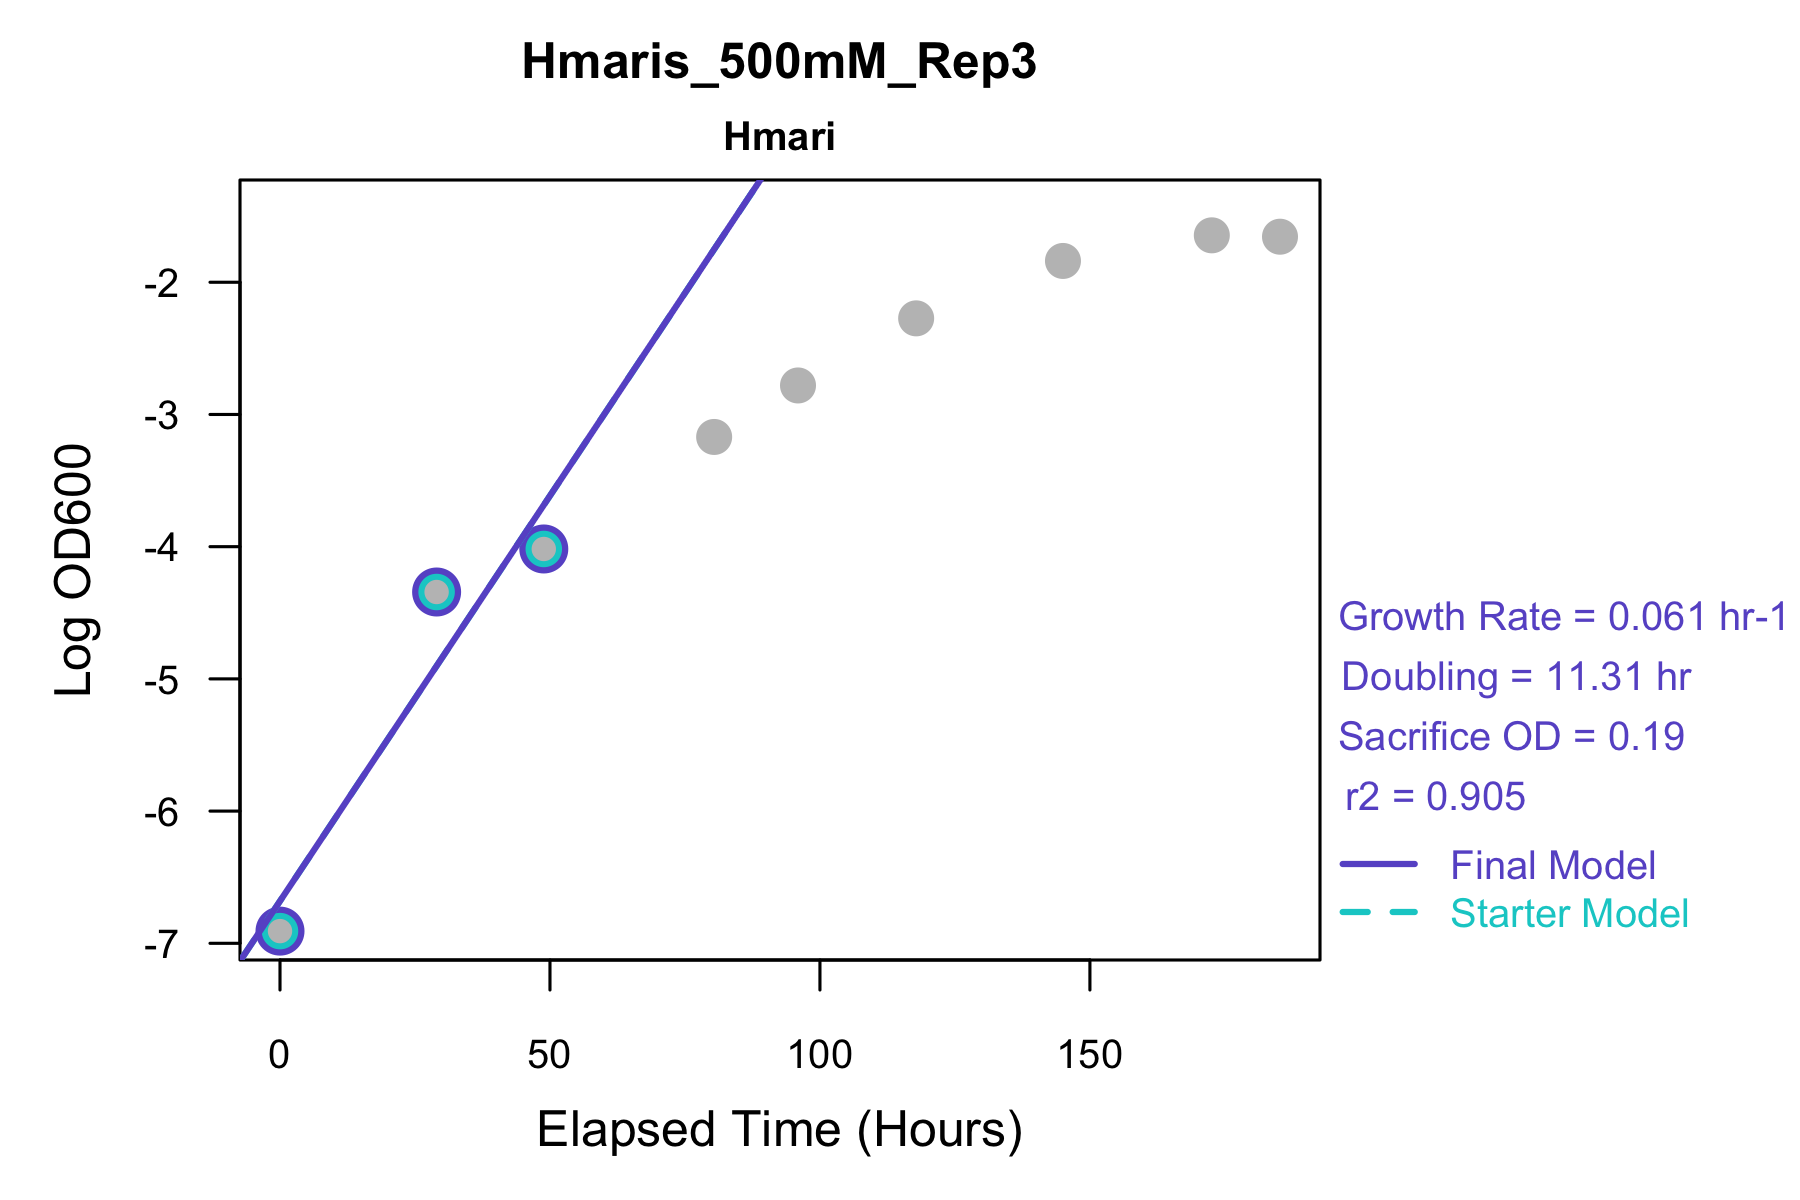 Hmaris_500mM_Rep3
Hmari
-2
-3
-4
-5
-6
-7
Log OD600
0 50 100 150
Elapsed Time (Hours)
Growth Rate = 0.061 hr-1
Doubling = 11.31 hr
Sacrifice OD = 0.19
r2 = 0.905
Final Model
Starter Model